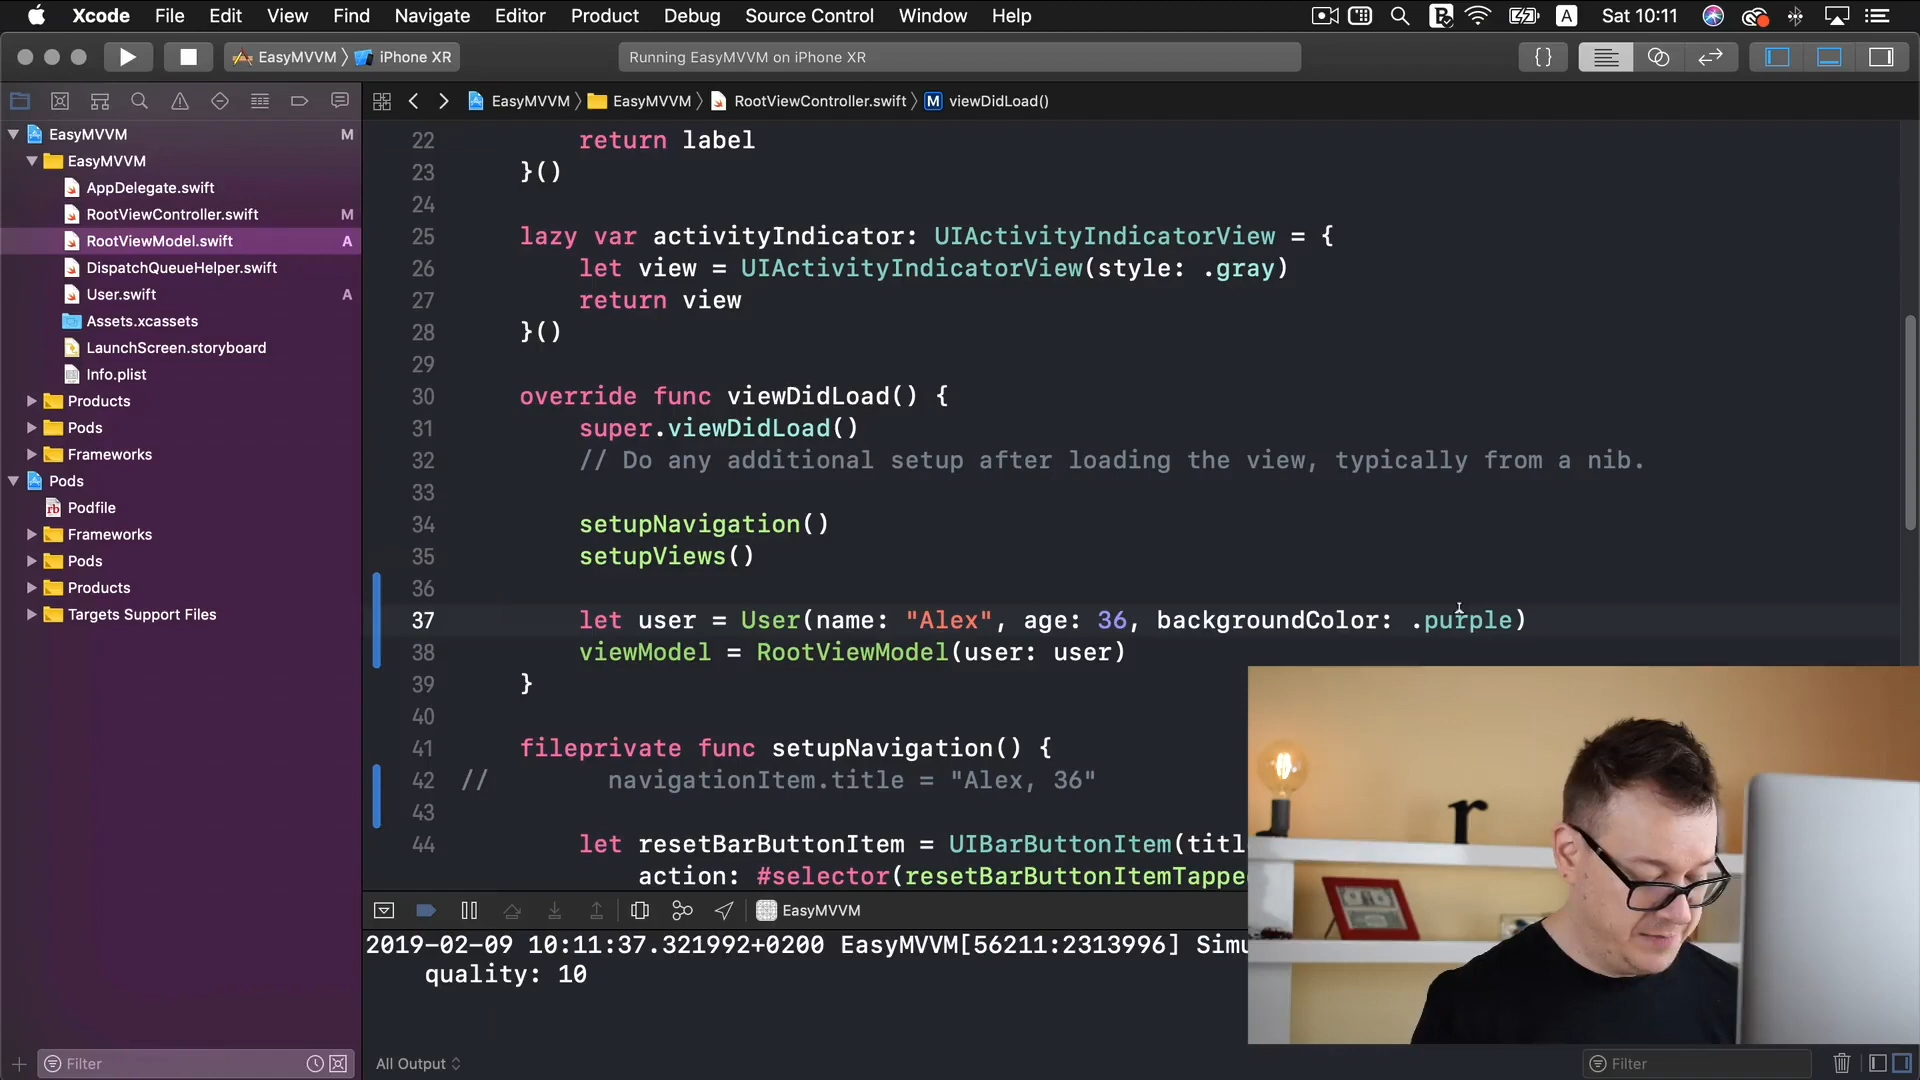 Xcode File Edit View Find Navigate Editor Product Debug Source Control Window Help A Sat 10:11
EasyMVVM iPhone XR Running EasyMVVM on iPhone XR {}
EasyMVVM EasyMVVM RootViewController.swift M viewDidLoad()
EasyMVVM M
EasyMVVM
AppDelegate.swift
RootViewController.swift M
RootViewModel.swift A
DispatchQueueHelper.swift
User.swift A
Assets.xcassets
LaunchScreen.storyboard
Info.plist
Products
Pods
Frameworks
Pods
Podfile
Frameworks
Pods
Products
Targets Support Files
Filter
22 return label
23 }()
24
25 lazy var activityIndicator: UIActivityIndicatorView = {
26 let view = UIActivityIndicatorView(style: .gray)
27 return view
28 }()
29
30 override func viewDidLoad() {
31 super.viewDidLoad()
32 // Do any additional setup after loading the view, typically from a nib.
33
34 setupNavigation()
35 setupViews()
36
37 let user = User(name: "Alex", age: 36, backgroundColor: .purple)
38 viewModel = RootViewModel(user: user)
39 }
40
41 fileprivate func setupNavigation() {
42 // navigationItem.title = "Alex, 36"
43
44 let resetBarButtonItem = UIBarButtonItem(titl
action: #selector(resetBarButtonItemTappe
EasyMVVM
2019-02-09 10:11:37.321992+0200 EasyMVVM[56211:2313996] Simu
quality: 10
All Output
Filter
r